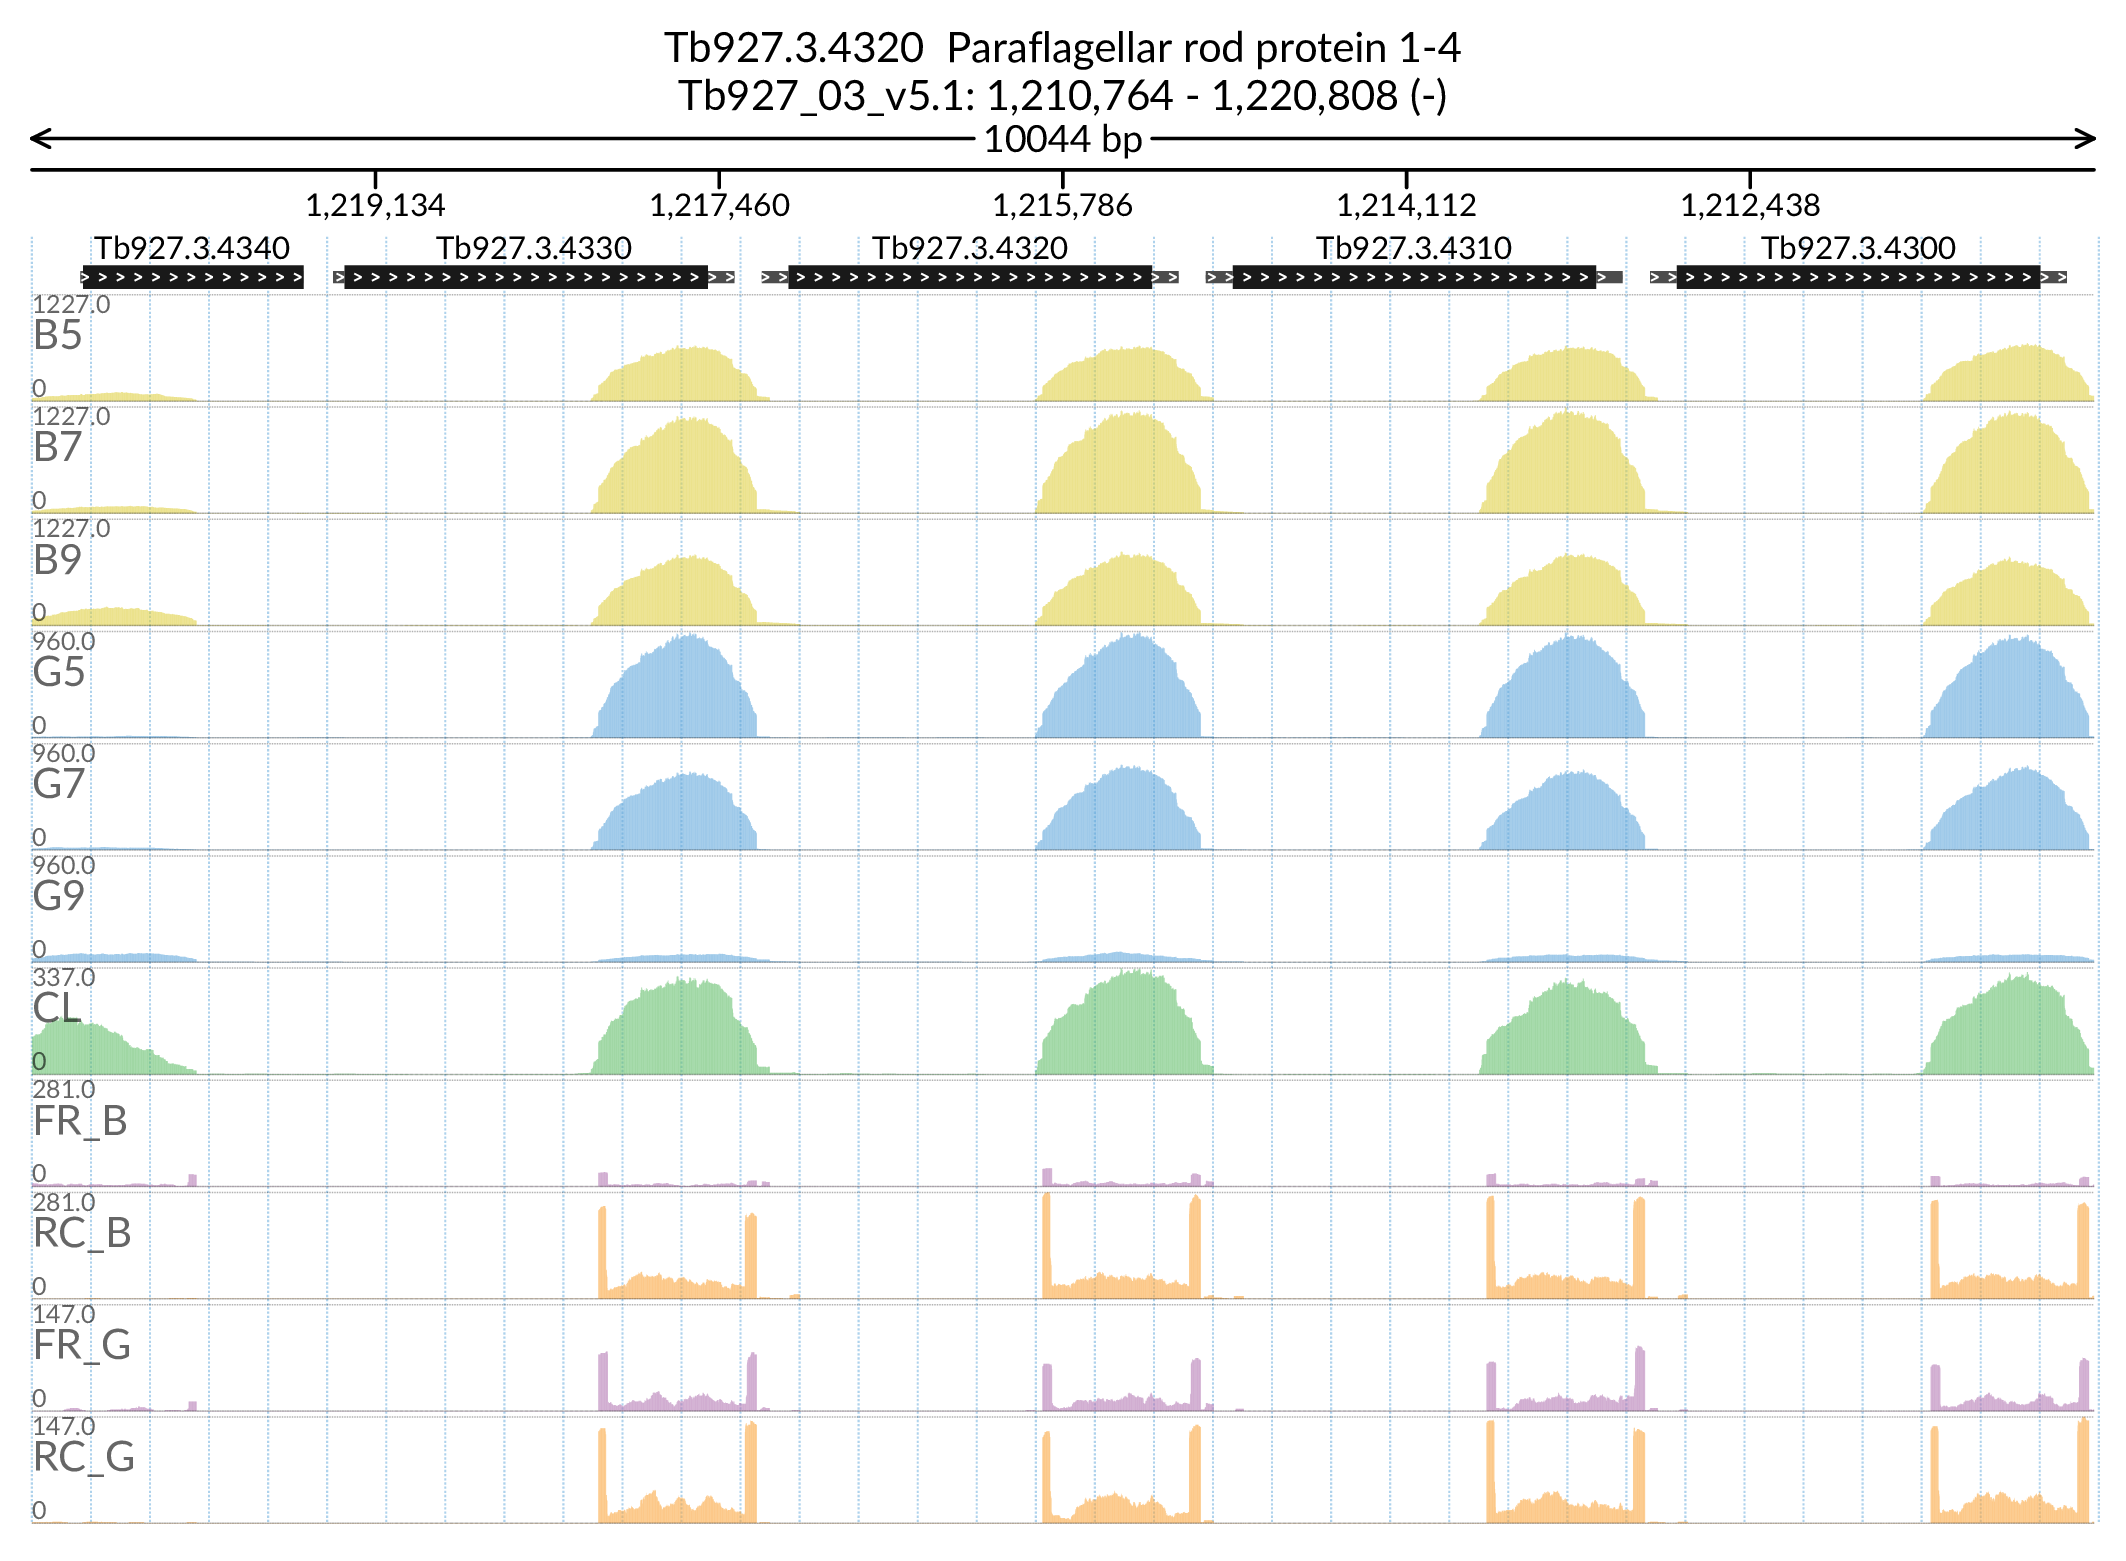 Tb927.3.4320  Paraflagellar rod protein 1-4
Tb927_03_v5.1: 1,210,764 - 1,220,808 (-)
10044 bp
1,219,134 1,217,460 1,215,786 1,214,112 1,212,438
Tb927.3.4340 Tb927.3.4330 Tb927.3.4320 Tb927.3.4310 Tb927.3.4300
1227.0
B5
0
1227.0
B7
0
1227.0
B9
0
960.0
G5
0
960.0
G7
0
960.0
G9
0
337.0
CL
0
281.0
FR_B
0
281.0
RC_B
0
147.0
FR_G
0
147.0
RC_G
0